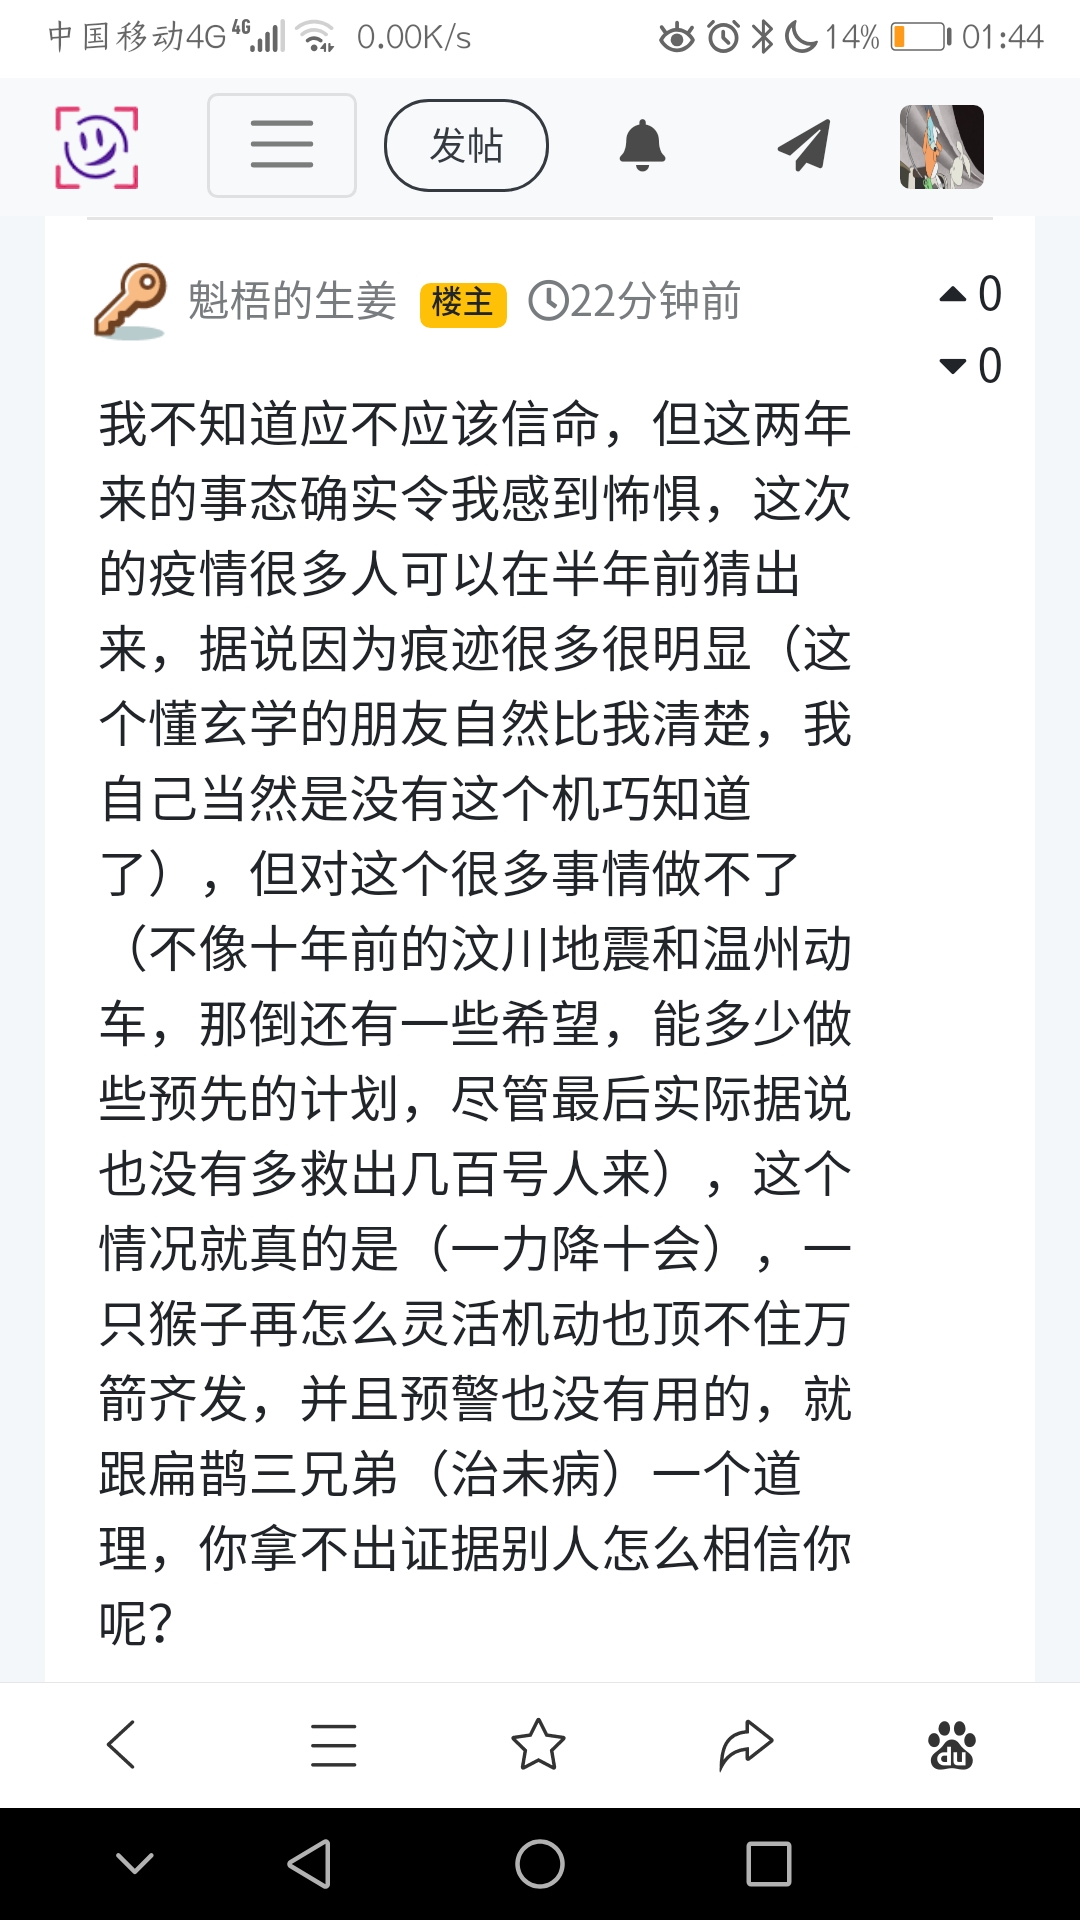 中国移动4G 4G 0.00K/s 14% 01:44
发帖
魁梧的生姜 楼主 22分钟前 0
0
我不知道应不应该信命，但这两年
来的事态确实令我感到怖惧，这次
的疫情很多人可以在半年前猜出
来，据说因为痕迹很多很明显（这
个懂玄学的朋友自然比我清楚，我
自己当然是没有这个机巧知道
了），但对这个很多事情做不了
（不像十年前的汶川地震和温州动
车，那倒还有一些希望，能多少做
些预先的计划，尽管最后实际据说
也没有多救出几百号人来），这个
情况就真的是（一力降十会），一
只猴子再怎么灵活机动也顶不住万
箭齐发，并且预警也没有用的，就
跟扁鹊三兄弟（治未病）一个道
理，你拿不出证据别人怎么相信你
呢？
du